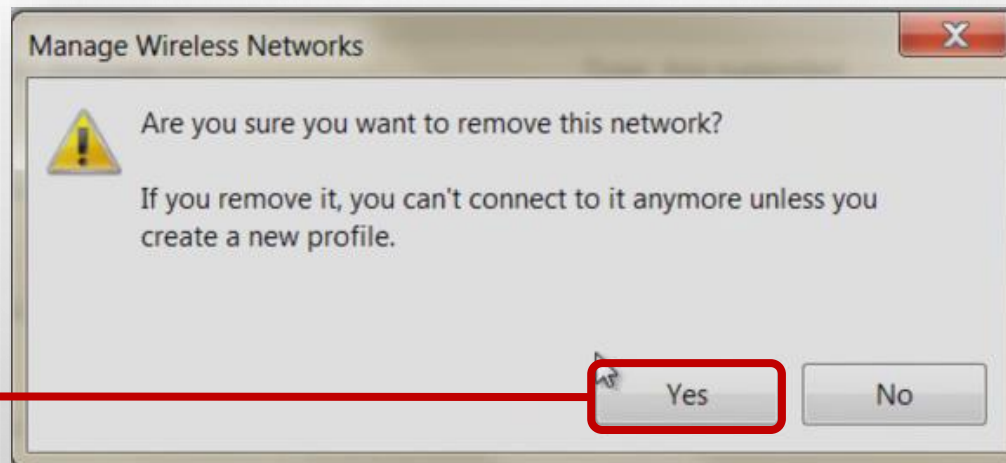 Manage Wireless Networks
Are you sure you want to remove this network?
If you remove it, you can't connect to it anymore unless you
create a new profile.
Yes No